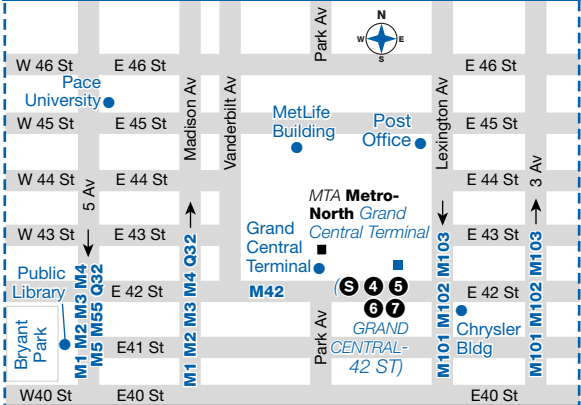 Park Av
N
W E
S
W 46 St
E 46 St
E 46 St
Pace
University
Madison Av
Vanderbilt Av
MetLife
Building
Post
Office
Lexington Av
W 45 St
E 45 St
E 45 St
W 44 St
5 Av
E 44 St
E 44 St
3 Av
MTA Metro-
North Grand
Central Terminal
W 43 St
E 43 St
E 43 St
Grand
Central
Terminal
Public
Library
M1 M2 M3 M4
M5 M55 Q32
E 42 St
M1 M2 M3 M4 Q32
M42
(S 4 5
6 7
GRAND
CENTRAL-
42 ST)
M101 M102 M103
E 42 St
Chrysler
Bldg
M101 M102 M103
Bryant
Park
E41 St
Park Av
W40 St
E40 St
E40 St